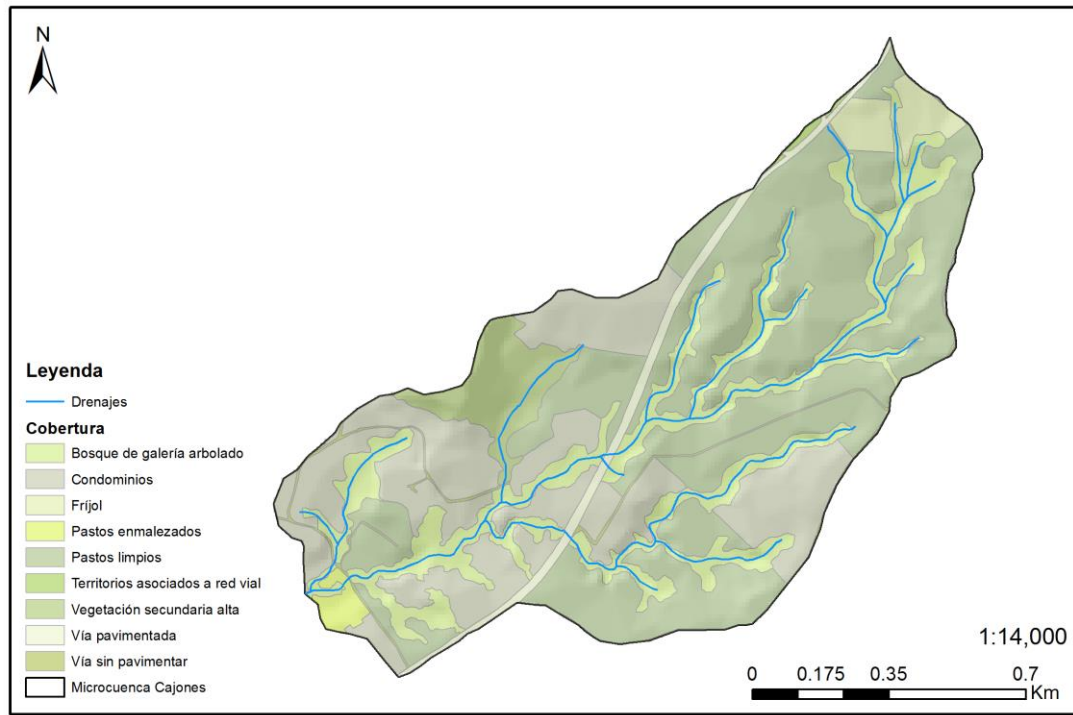 N
Leyenda
Drenajes
Cobertura
Bosque de galería arbolado
Condominios
Fríjol
Pastos enmalezados
Pastos limpios
Territorios asociados a red vial
Vegetación secundaria alta
Vía pavimentada
Vía sin pavimentar
Microcuenca Cajones
1:14,000
0 0.175 0.35 0.7
Km